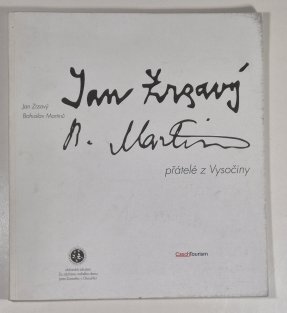 Jan Zrzavý
Jan Zrzavý
Bohuslav Martinů
B. Martinů
přátelé z Vysočiny
CzechTourism